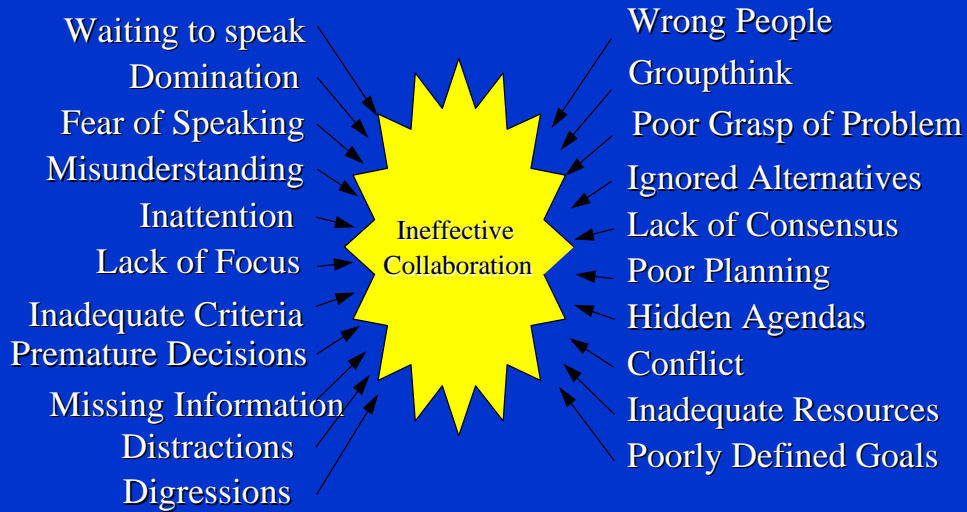 Waiting to speak
Domination
Fear of Speaking
Misunderstanding
Inattention
Lack of Focus
Inadequate Criteria
Premature Decisions
Missing Information
Distractions
Digressions
Ineffective
Collaboration
Wrong People
Groupthink
Poor Grasp of Problem
Ignored Alternatives
Lack of Consensus
Poor Planning
Hidden Agendas
Conflict
Inadequate Resources
Poorly Defined Goals